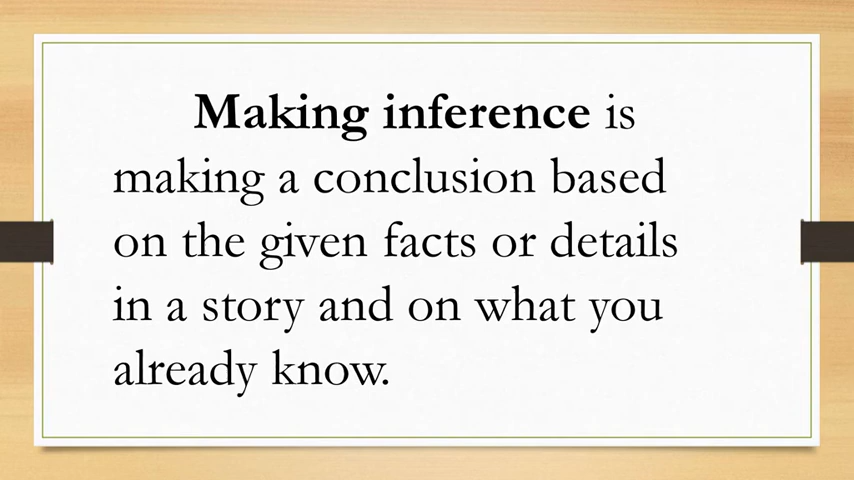 Making inference is
making a conclusion based
on the given facts or details
in a story and on what you
already know.